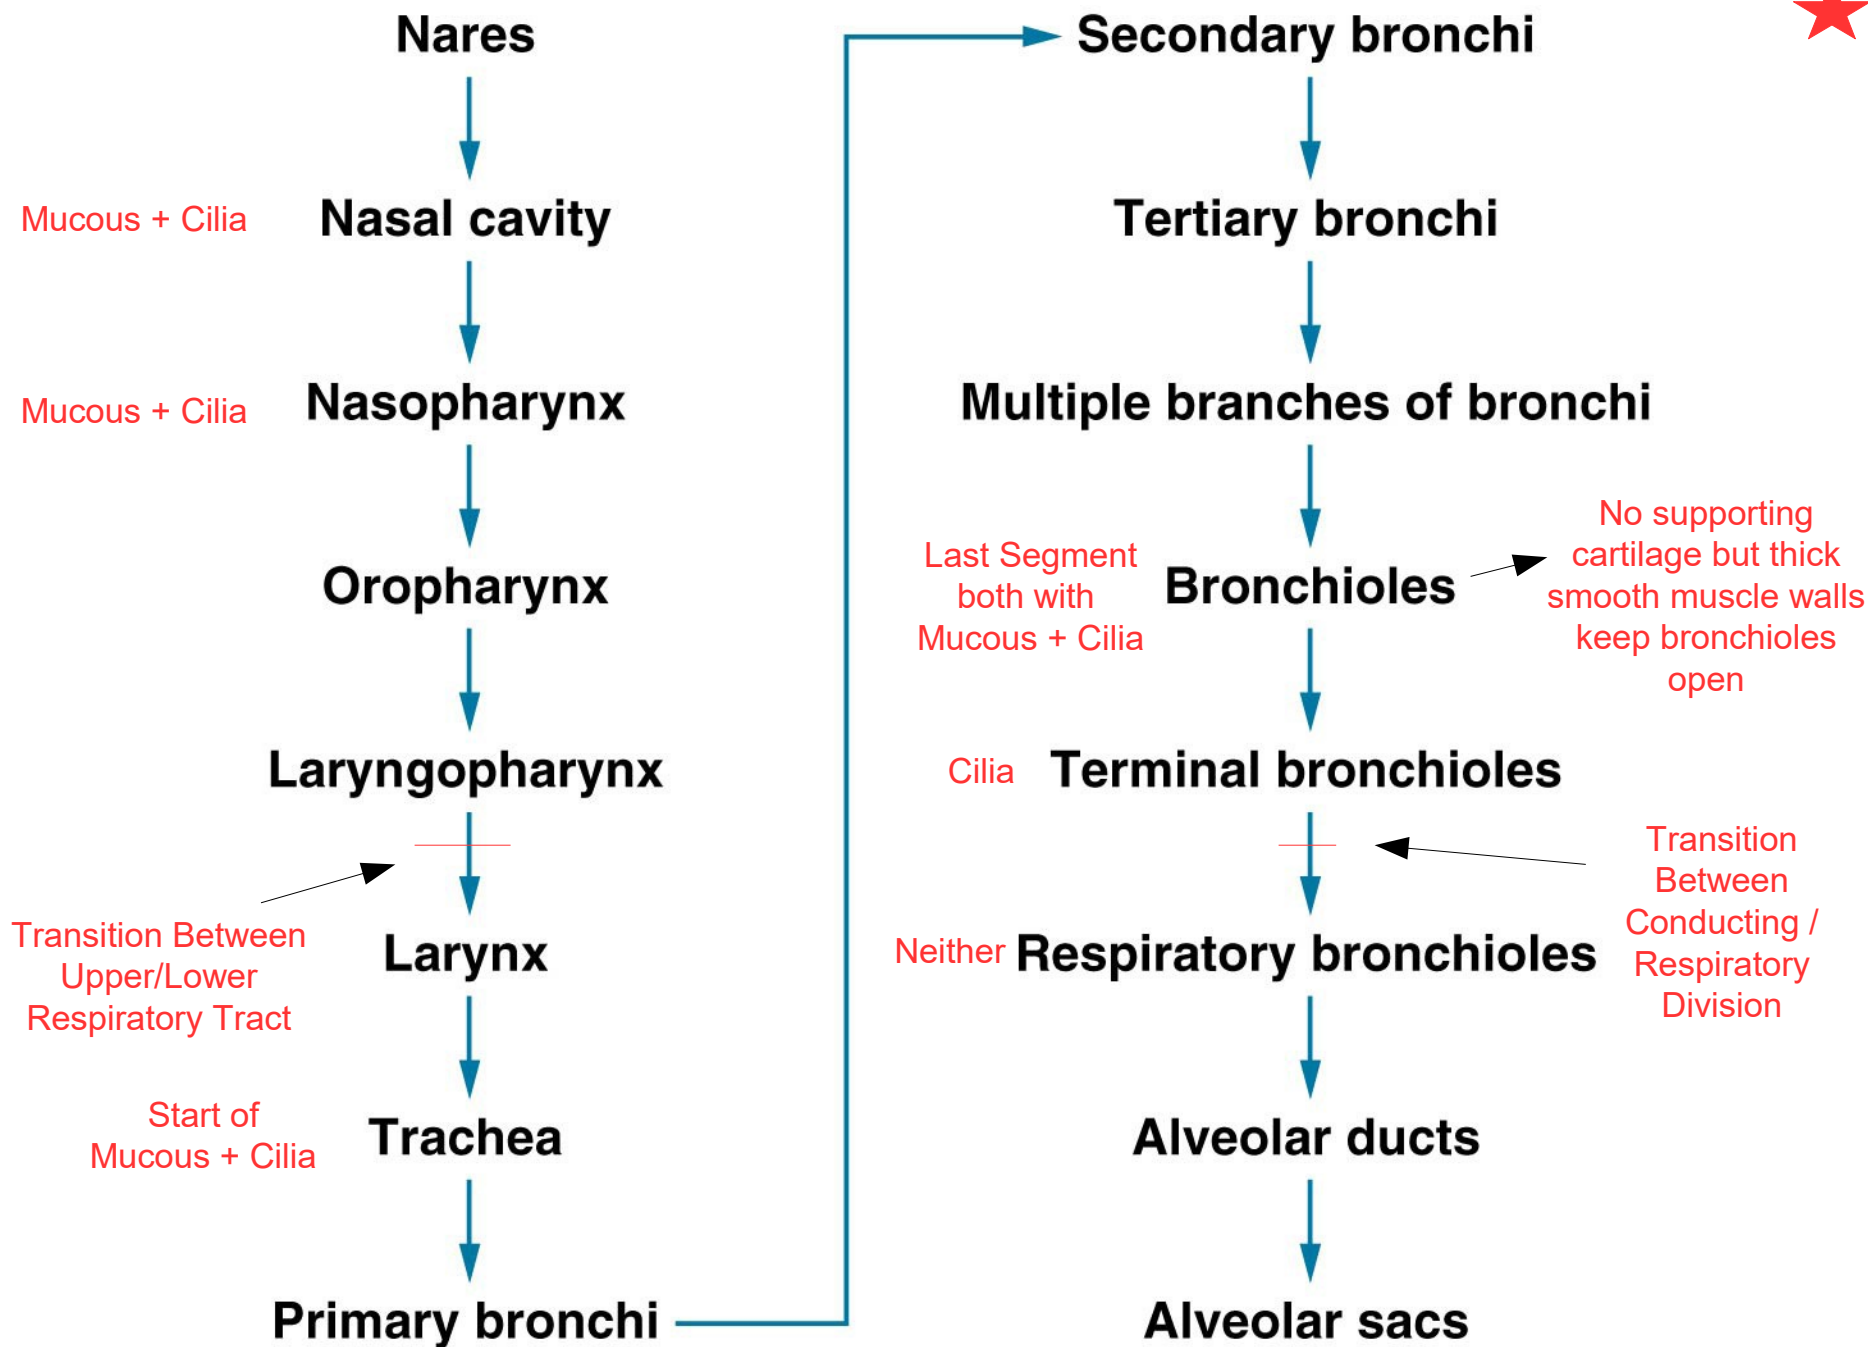 Nares
Mucous + Cilia
Nasal cavity
Mucous + Cilia
Nasopharynx
Oropharynx
Laryngopharynx
Transition Between
Upper/Lower
Respiratory Tract
Larynx
Start of
Mucous + Cilia
Trachea
Primary bronchi
Secondary bronchi
Tertiary bronchi
Multiple branches of bronchi
Last Segment
both with
Mucous + Cilia
Bronchioles
No supporting
cartilage but thick
smooth muscle walls
keep bronchioles
open
Cilia
Terminal bronchioles
Transition
Between
Conducting /
Respiratory
Division
Neither
Respiratory bronchioles
Alveolar ducts
Alveolar sacs